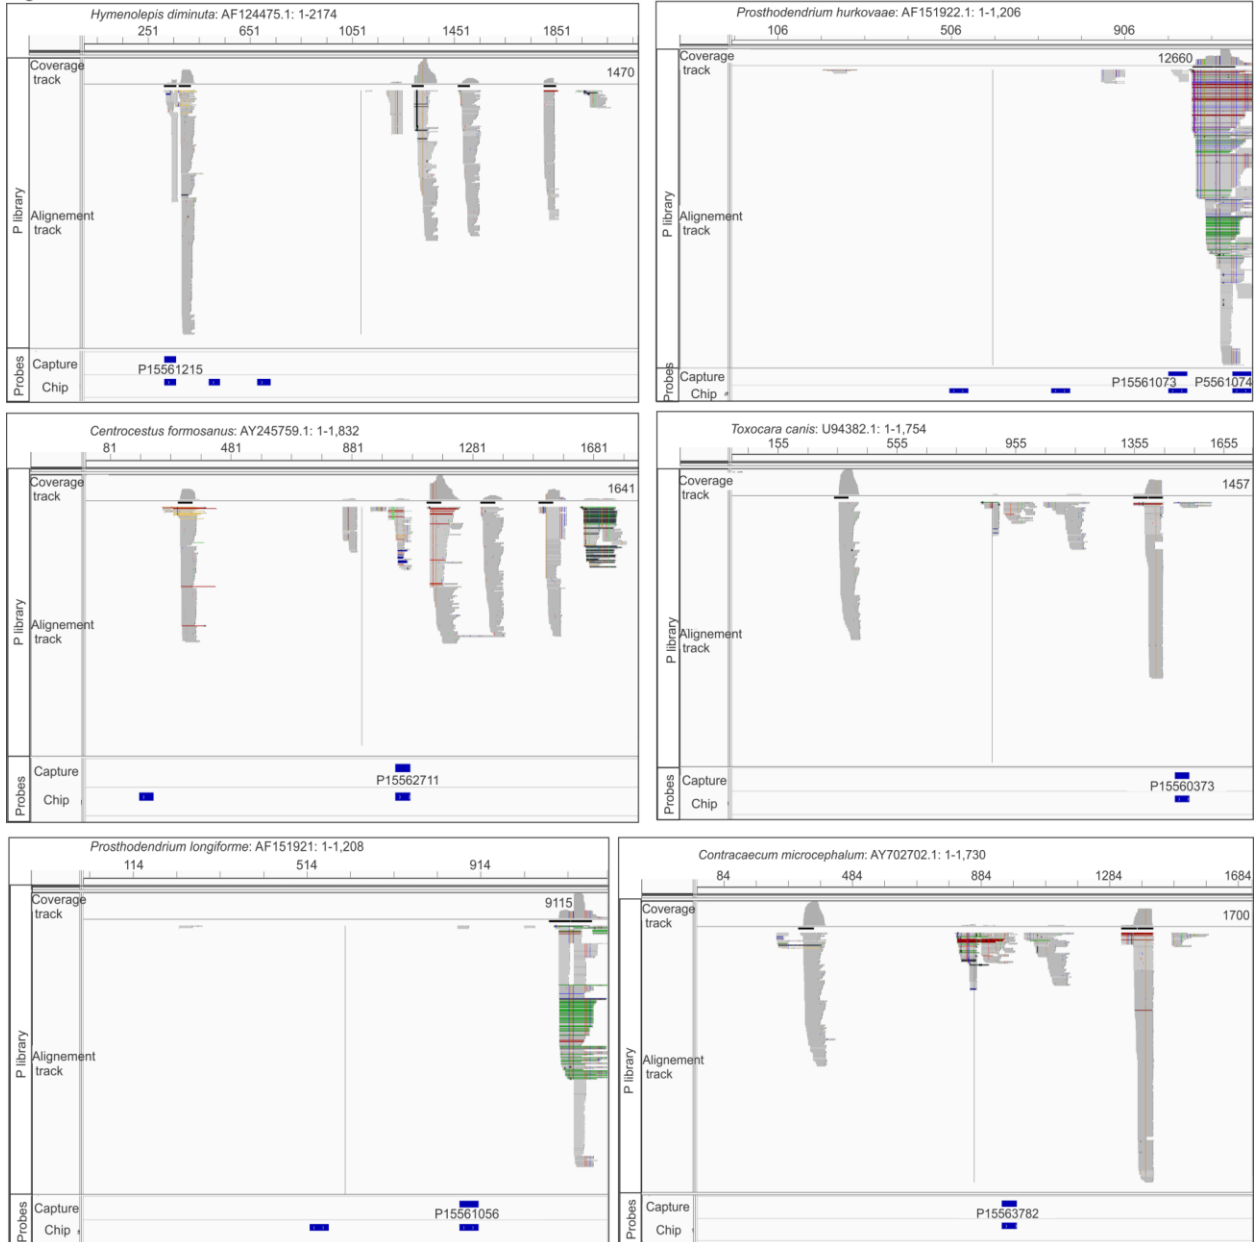 Hymenolepis diminuta: AF124475.1: 1-2174
251 651 1051 1451 1851
Coverage
track
1470
P library
Alignement
track
Probes
Capture
P15561215
Chip
Prosthodendrium hurkovaae: AF151922.1: 1-1,206
106 506 906
Coverage
track
12660
P library
Alignement
track
Probes
Capture
P15561073 P5561074
Chip
Centrocestus formosanus: AY245759.1: 1-1,832
81 481 881 1281 1681
Coverage
track
1641
P library
Alignement
track
Probes
Capture
P15562711
Chip
Toxocara canis: U94382.1: 1-1,754
155 555 955 1355 1655
Coverage
track
1457
P library
Alignement
track
Probes
Capture
P15560373
Chip
Prosthodendrium longiforme: AF151921: 1-1,208
114 514 914
Coverage
track
9115
P library
Alignement
track
Probes
Capture
P15561056
Chip
Contracaecum microcephalum: AY702702.1: 1-1,730
84 484 884 1284 1684
Coverage
track
1700
P library
Alignement
track
Probes
Capture
P15563782
Chip